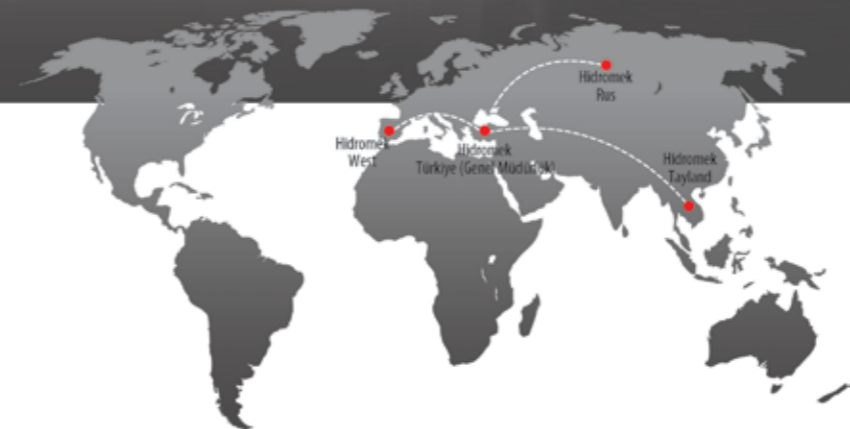 Hidromek
Rus
Hidromek
West
Hidromek
Türkiye (Genel Müdürlük)
Hidromek
Tayland